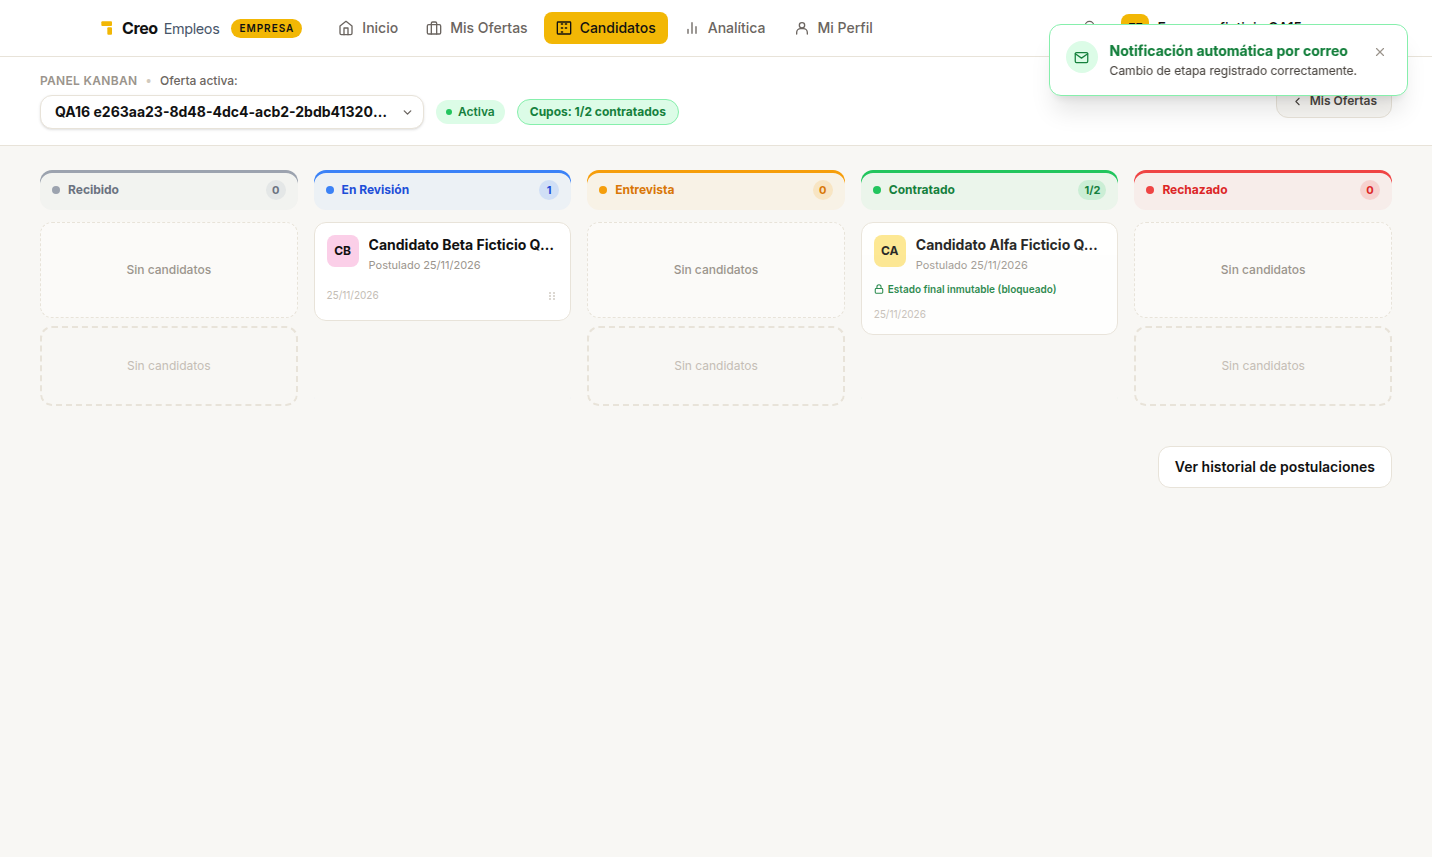 Creo Empleos EMPRESA
Inicio
Mis Ofertas
Candidatos
Analítica
Mi Perfil
Notificación automática por correo
Cambio de etapa registrado correctamente.
PANEL KANBAN • Oferta activa:
QA16 e263aa23-8d48-4dc4-acb2-2bdb41320...
Activa
Cupos: 1/2 contratados
Mis Ofertas
Recibido 0
En Revisión 1
Entrevista 0
Contratado 1/2
Rechazado 0
Sin candidatos
Sin candidatos
CB
Candidato Beta Ficticio Q...
Postulado 25/11/2026
25/11/2026
Sin candidatos
Sin candidatos
CA
Candidato Alfa Ficticio Q...
Postulado 25/11/2026
Estado final inmutable (bloqueado)
25/11/2026
Sin candidatos
Sin candidatos
Ver historial de postulaciones